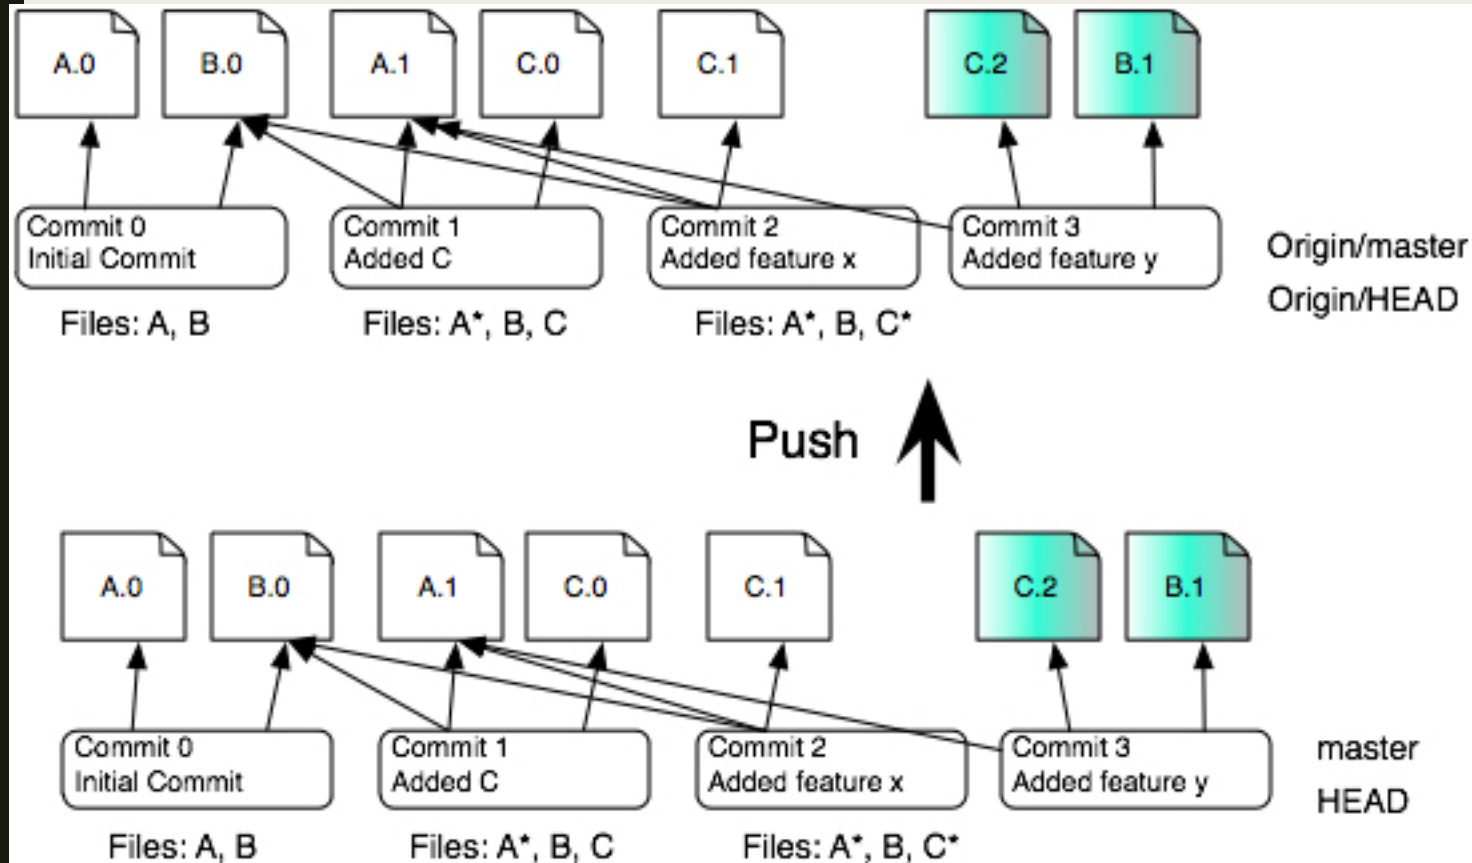 A.0 B.0 A.1 C.0 C.1 C.2 B.1
Commit 0 Commit 1 Commit 2 Commit 3
Initial Commit Added C Added feature x Added feature y
Origin/master
Origin/HEAD
Files: A, B Files: A*, B, C Files: A*, B, C*
Push
A.0 B.0 A.1 C.0 C.1 C.2 B.1
Commit 0 Commit 1 Commit 2 Commit 3
Initial Commit Added C Added feature x Added feature y
master
HEAD
Files: A, B Files: A*, B, C Files: A*, B, C*